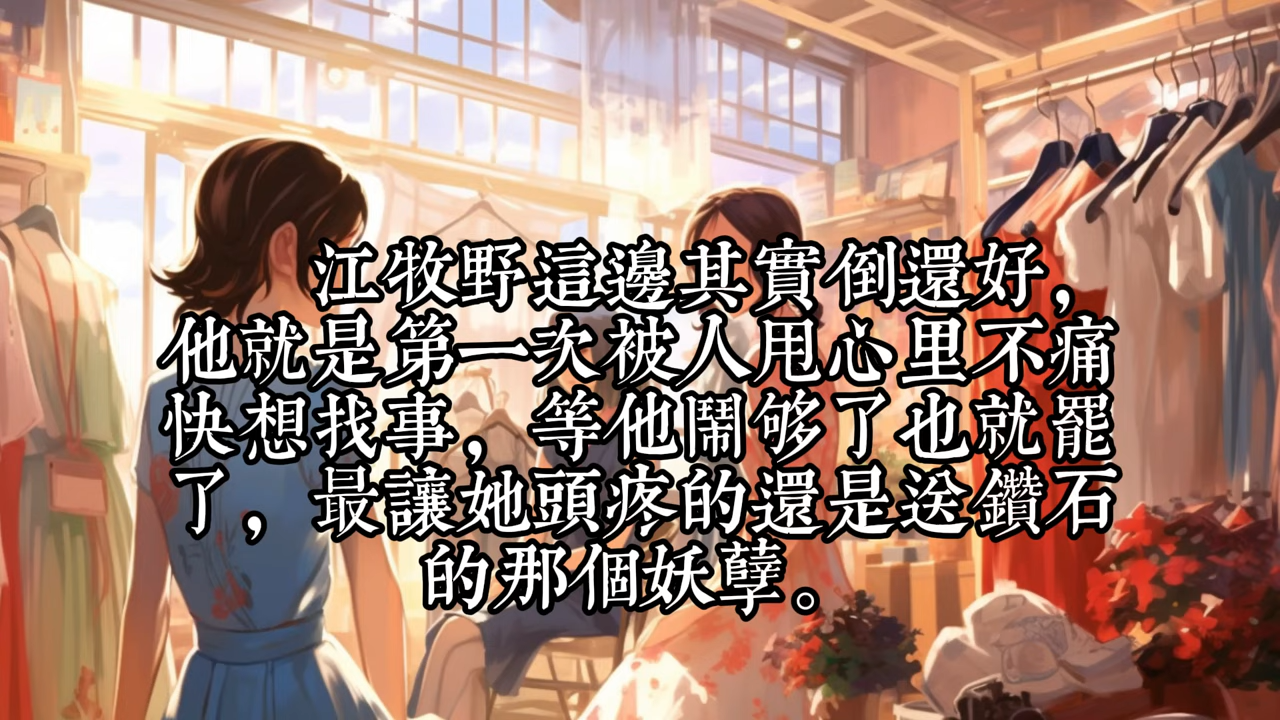 江牧野這邊其實倒還好，
他就是第一次被人甩心里不痛
快想找事，等他鬧够了也就罷
了，最讓她頭疼的還是送鑽石
的那個妖孽。